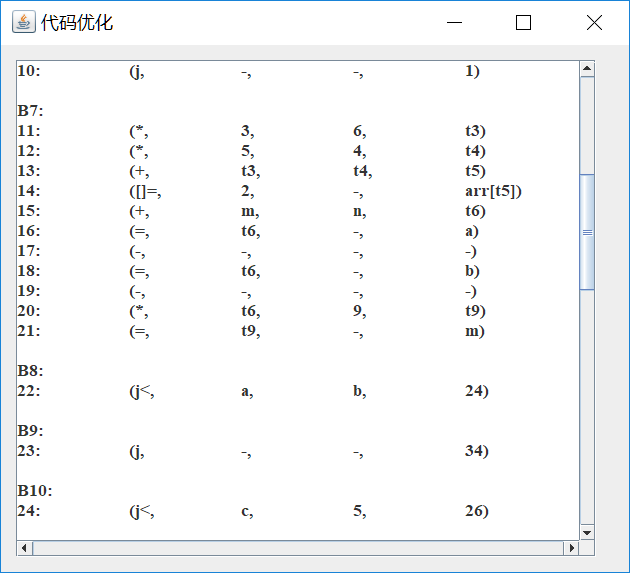 代码优化
10: (j, -, -, 1)
B7:
11: (*, 3, 6, t3)
12: (*, 5, 4, t4)
13: (+, t3, t4, t5)
14: ([]=, 2, -, arr[t5])
15: (+, m, n, t6)
16: (=, t6, -, a)
17: (-, -, -, -)
18: (=, t6, -, b)
19: (-, -, -, -)
20: (*, t6, 9, t9)
21: (=, t9, -, m)
B8:
22: (j<, a, b, 24)
B9:
23: (j, -, -, 34)
B10:
24: (j<, c, 5, 26)